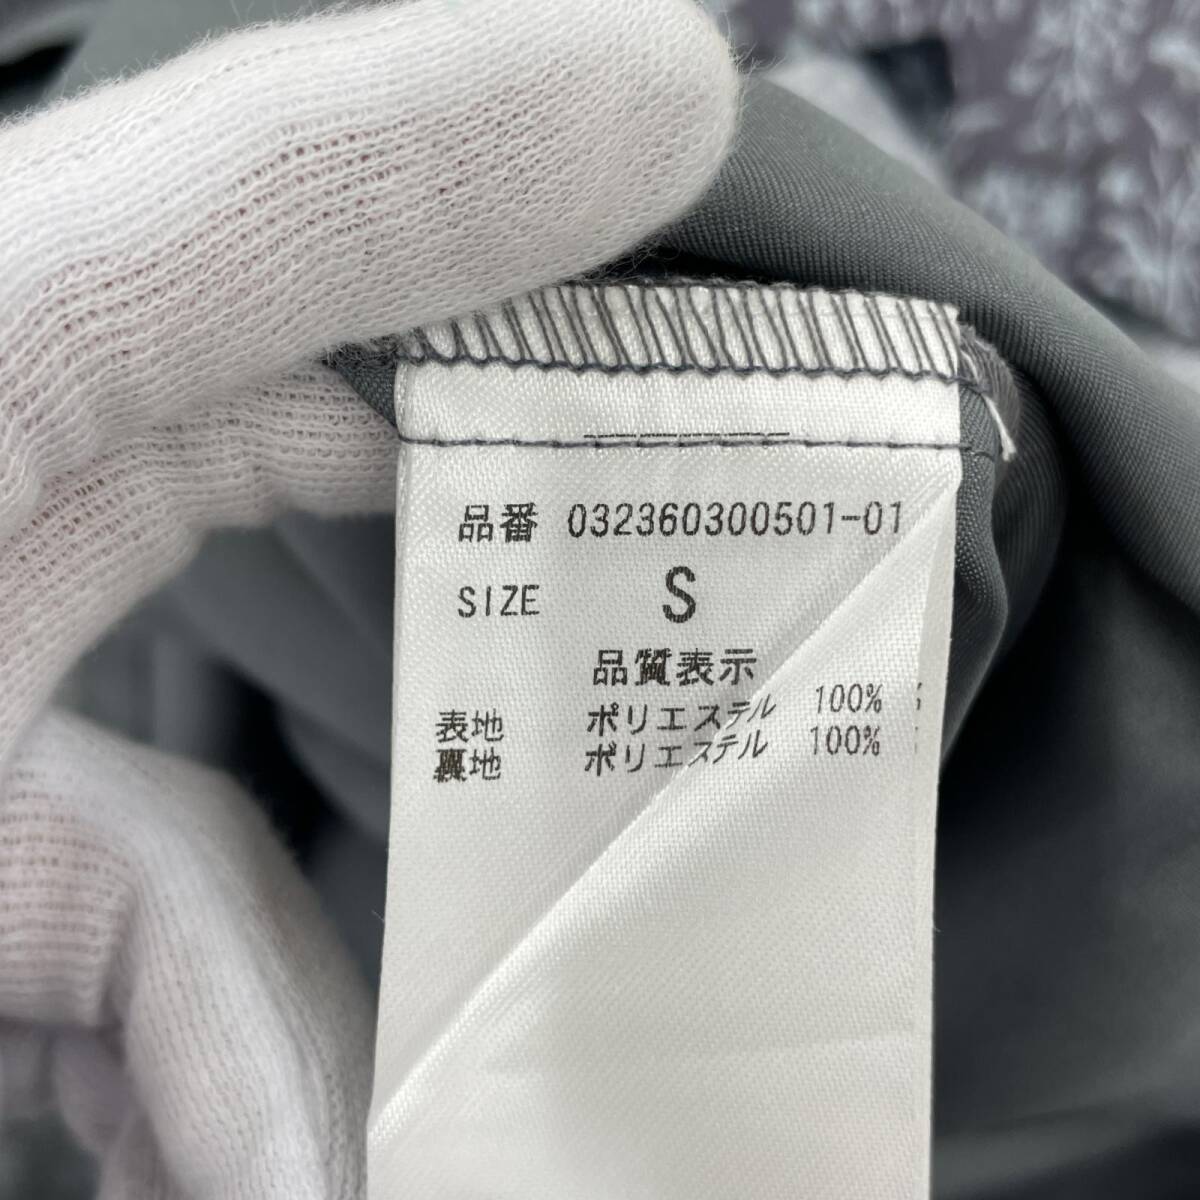 品番 032360300501-01
SIZE S
品質表示
表地 ポリエステル 100%
裏地 ポリエステル 100%